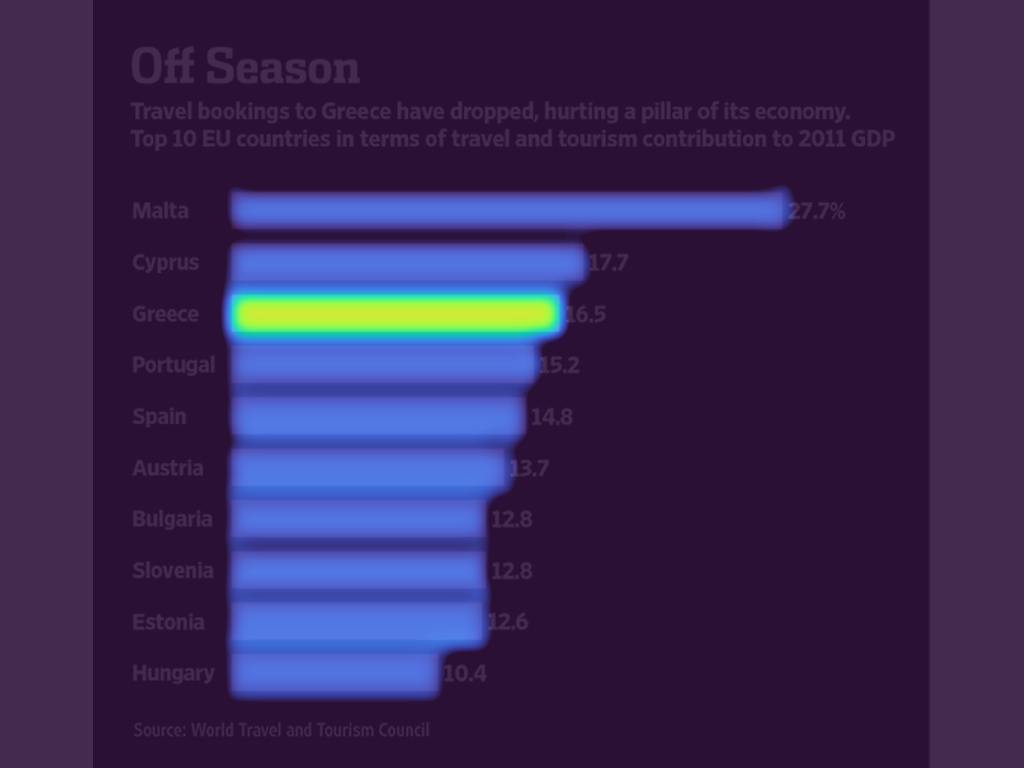 Off Season
Travel bookings to Greece have dropped, hurting a pillar of its economy.
Top 10 EU countries in terms of travel and tourism contribution to 2011 GDP
Malta 27.7%
Cyprus 17.7
Greece 16.5
Portugal 15.2
Spain 14.8
Austria 13.7
Bulgaria 12.8
Slovenia 12.8
Estonia 12.6
Hungary 10.4
Source: World Travel and Tourism Council